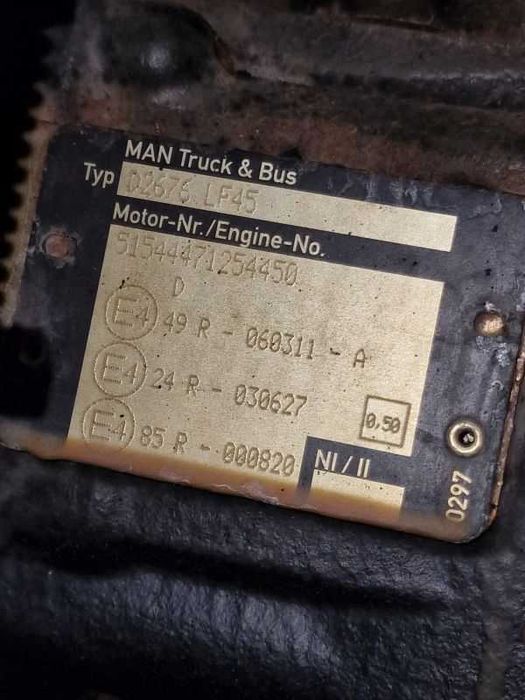 MAN Truck & Bus
Typ D2676 LF45
Motor-Nr./Engine-No.
51544471254450
D
E4 49 R - 060311 - A
E4 24 R - 030627
0,50
E4 85 R - 000820
NI / II
0297